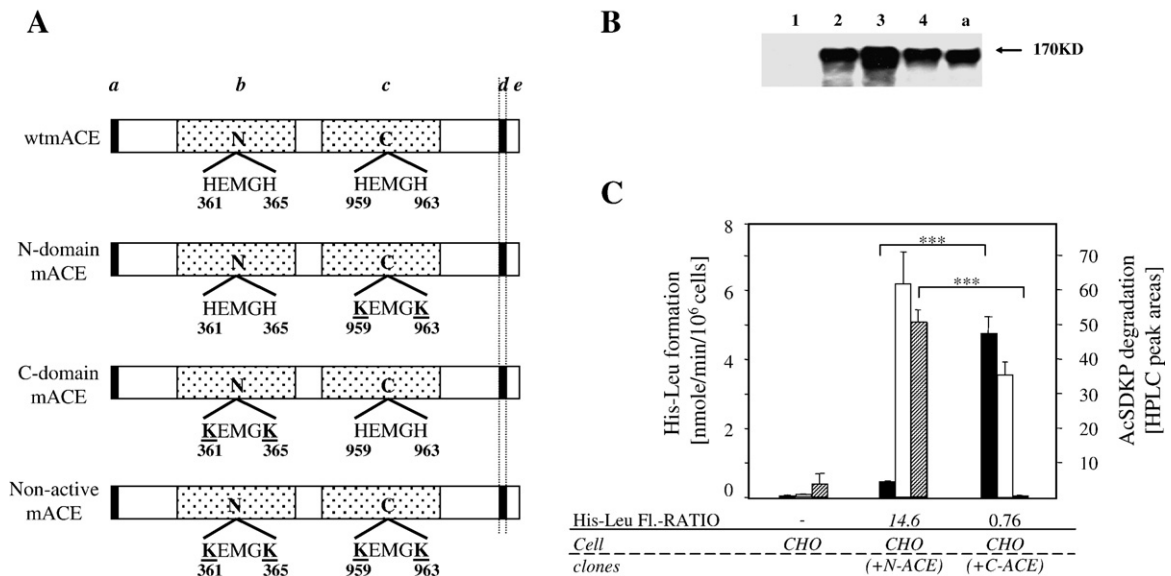 A
a b c d e
wtmACE
N C
HEMGH HEMGH
361 365 959 963
N-domain
mACE
N C
HEMGH KEMGK
361 365 959 963
C-domain
mACE
N C
KEMGK HEMGH
361 365 959 963
Non-active
mACE
N C
KEMGK KEMGK
361 365 959 963
B
1 2 3 4 a
170KD
C
His-Leu formation
[nmole/min/10⁶ cells]
8
6
4
2
0
***
***
70
60
50
40
30
20
10
AcSDKP degradation
[HPLC peak areas]
His-Leu Fl.-RATIO - 14.6 0.76
Cell CHO CHO CHO
clones (+N-ACE) (+C-ACE)